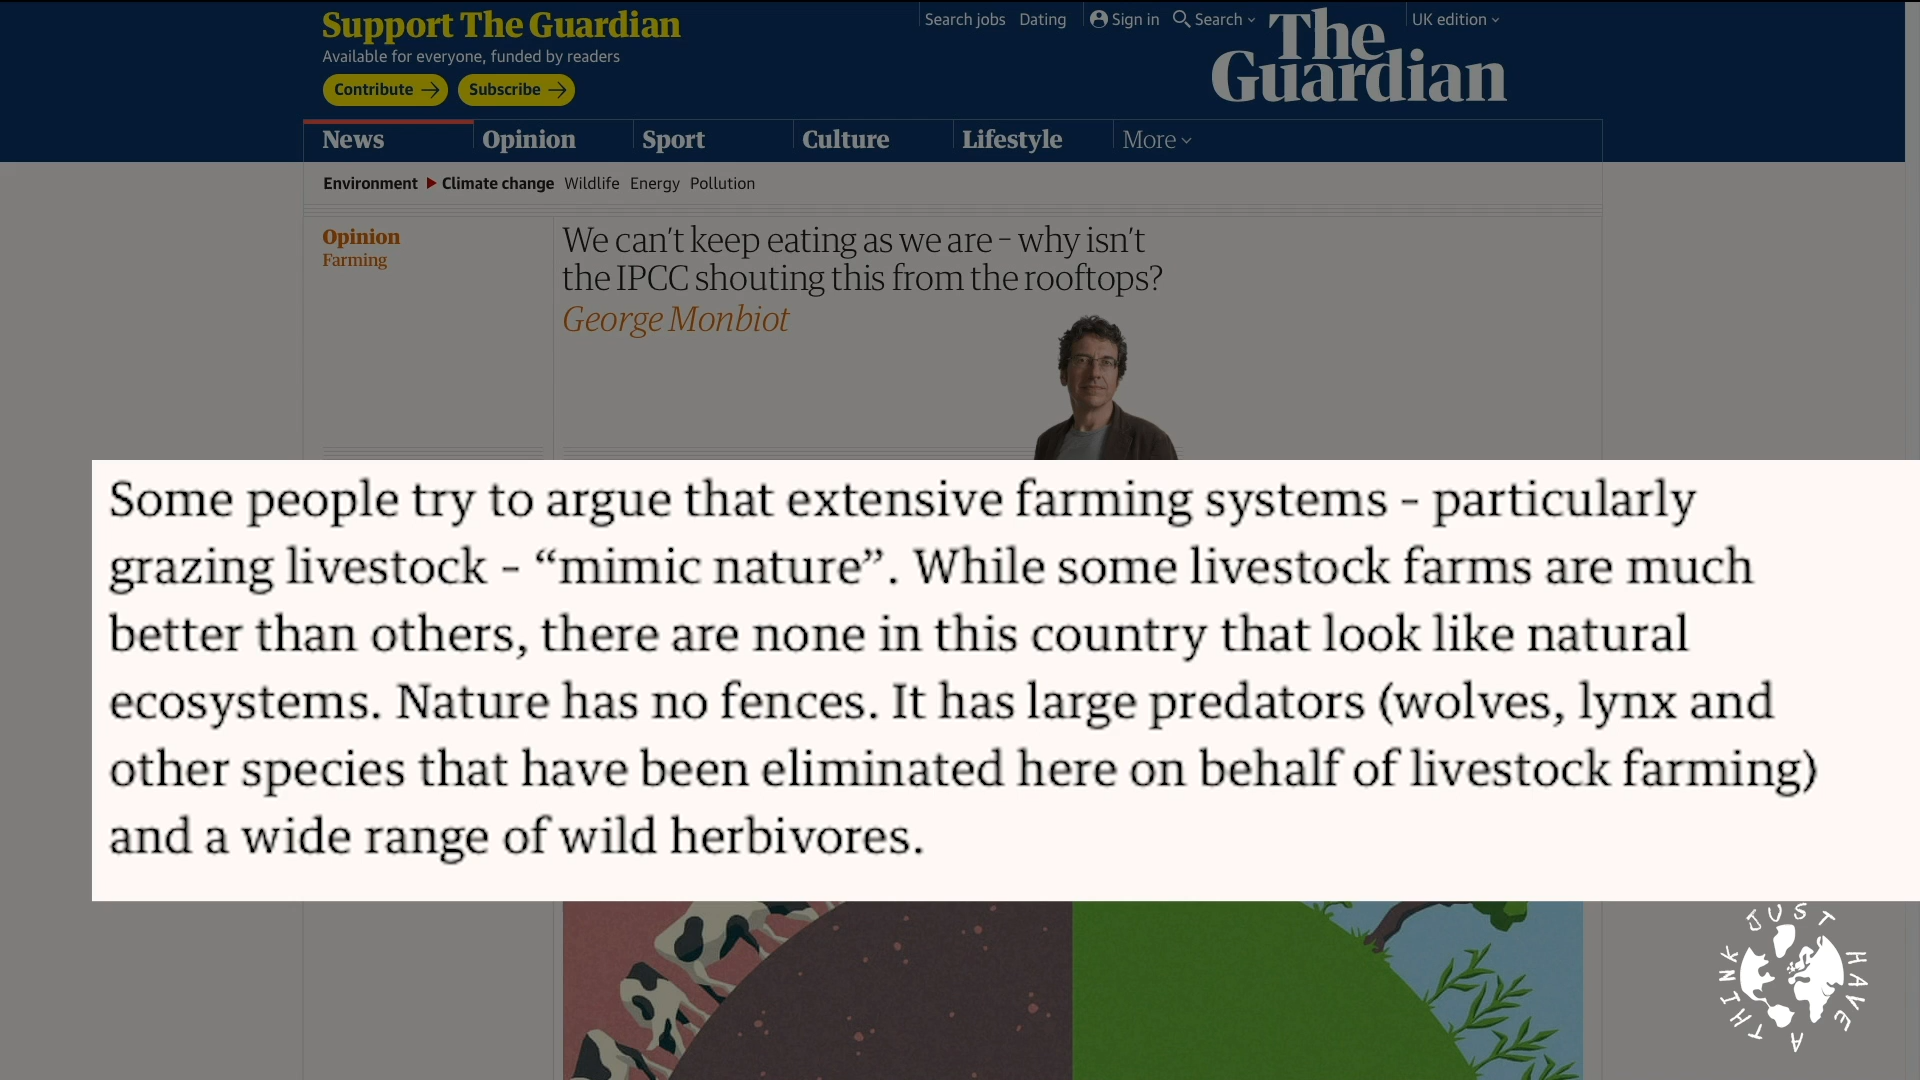 Support The Guardian
Available for everyone, funded by readers
Contribute
Subscribe
Search jobs
Dating
Sign in
Search
UK edition
The
Guardian
News
Opinion
Sport
Culture
Lifestyle
More
Environment
Climate change
Wildlife
Energy
Pollution
Opinion
Farming
We can't keep eating as we are – why isn't
the IPCC shouting this from the rooftops?
George Monbiot
Some people try to argue that extensive farming systems – particularly
grazing livestock – “mimic nature”. While some livestock farms are much
better than others, there are none in this country that look like natural
ecosystems. Nature has no fences. It has large predators (wolves, lynx and
other species that have been eliminated here on behalf of livestock farming)
and a wide range of wild herbivores.
JUST HAVE A THINK